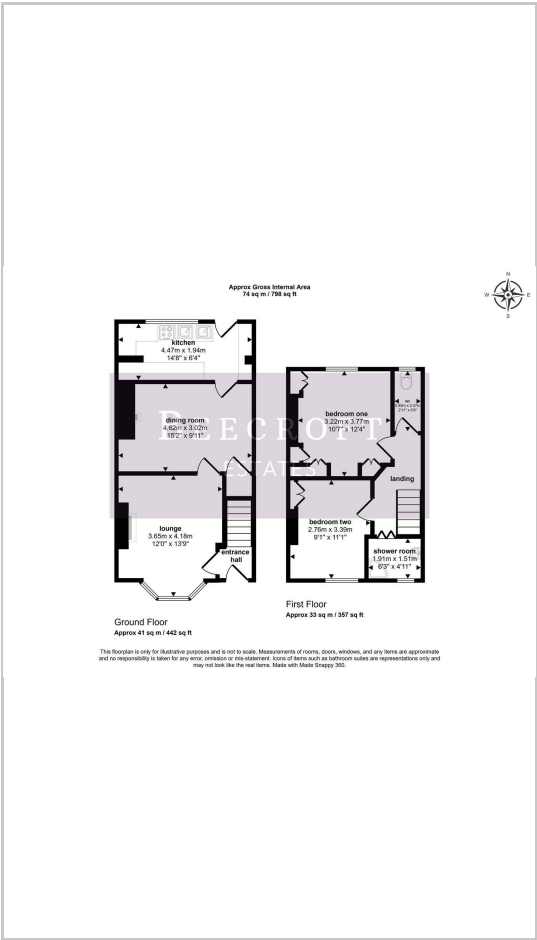 Approx Gross Internal Area
74 sq m / 798 sq ft
N
W E
S
kitchen
4.47m x 1.94m
14'8" x 6'4"
dining room
4.62m x 3.02m
15'2" x 9'11"
lounge
3.65m x 4.18m
12'0" x 13'9"
entrance
hall
Ground Floor
Approx 41 sq m / 442 sq ft
bedroom one
3.22m x 3.77m
10'7" x 12'4"
wc
2'11" x 6'9"
landing
bedroom two
2.76m x 3.39m
9'1" x 11'1"
shower room
1.91m x 1.51m
6'3" x 4'11"
First Floor
Approx 33 sq m / 357 sq ft
BEECROFT
ESTATES
This floorplan is only for illustrative purposes and is not to scale. Measurements of rooms, doors, windows, and any items are approximate
and no responsibility is taken for any error, omission or mis-statement. Icons of items such as bathroom suites are representations only and
may not look like the real items. Made with Made Snappy 360.